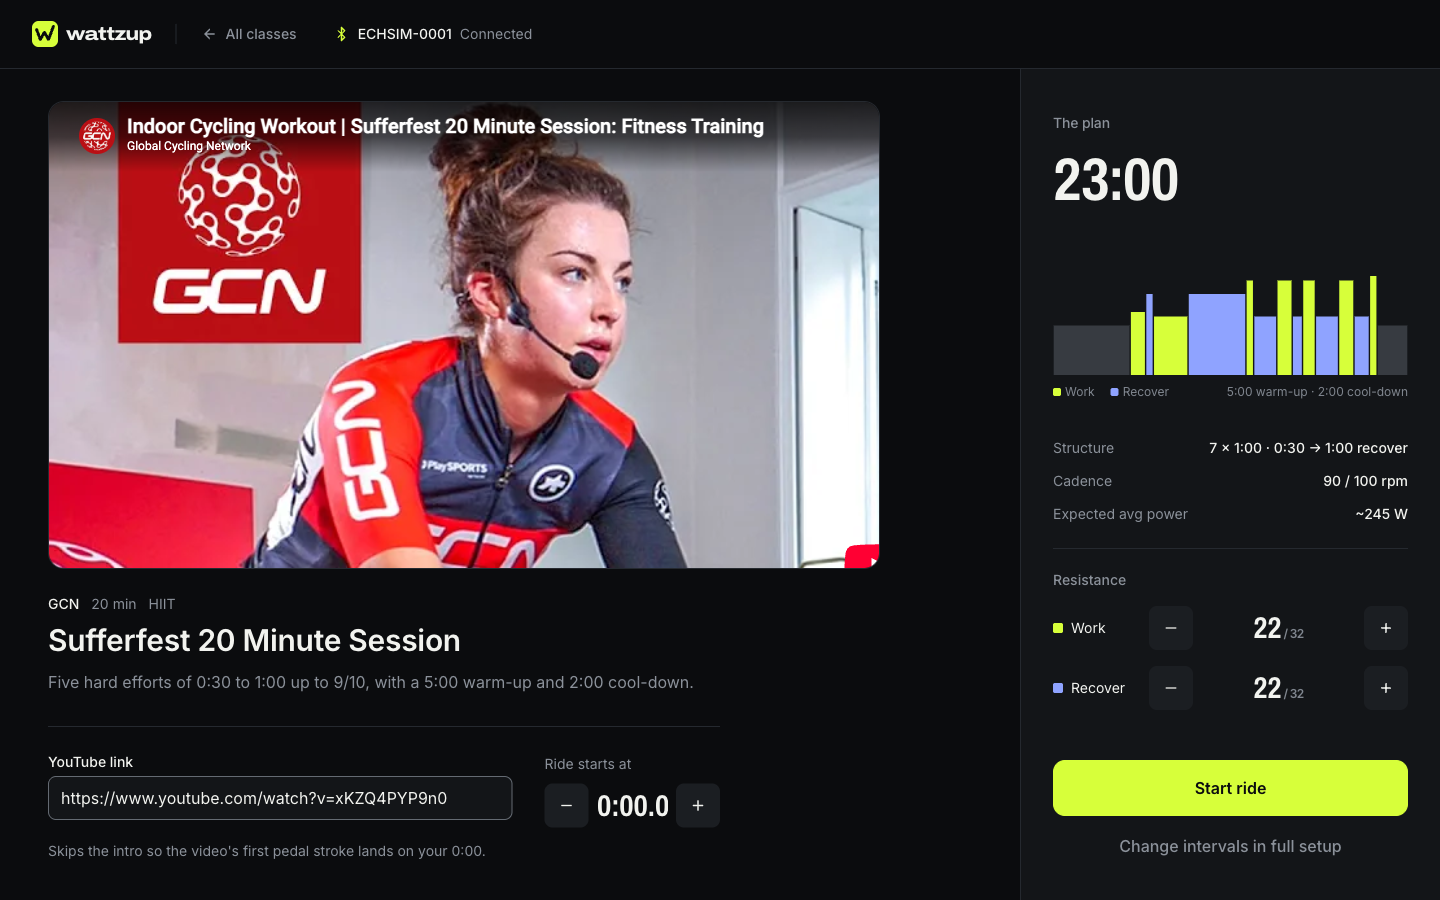 wattzup
All classes
ECHSIM-0001 Connected
GCN
Indoor Cycling Workout | Sufferfest 20 Minute Session: Fitness Training
Global Cycling Network
GCN
GCN
PlaySPORTS
GCN
GCN 20 min HIIT
Sufferfest 20 Minute Session
Five hard efforts of 0:30 to 1:00 up to 9/10, with a 5:00 warm-up and 2:00 cool-down.
YouTube link
https://www.youtube.com/watch?v=xKZQ4PYP9n0
Ride starts at
− 0:00.0 +
Skips the intro so the video's first pedal stroke lands on your 0:00.
The plan
23:00
Work Recover 5:00 warm-up · 2:00 cool-down
Structure 7 × 1:00 · 0:30 → 1:00 recover
Cadence 90 / 100 rpm
Expected avg power ~245 W
Resistance
Work − 22 / 32 +
Recover − 22 / 32 +
Start ride
Change intervals in full setup